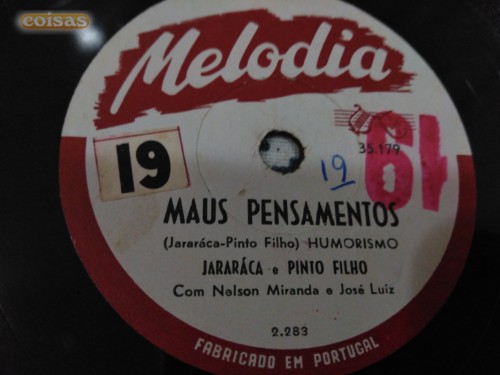 coisas
Melodia
35.179
19
19
19
MAUS PENSAMENTOS
(Jararáca-Pinto Filho) HUMORISMO
JARARÁCA e PINTO FILHO
Com Nelson Miranda e José Luiz
2.283
FABRICADO EM PORTUGAL